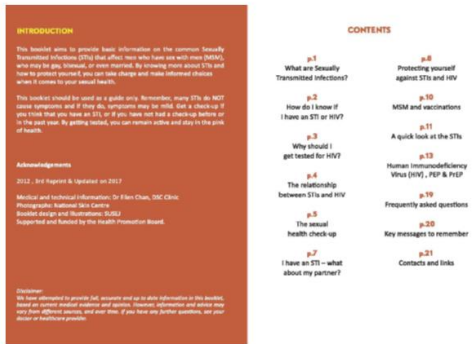 INTRODUCTION
This booklet aims to provide basic information on the common Sexually
Transmitted Infections (STIs) that affect men who have sex with men (MSM),
who may be gay, bisexual, or even married. By knowing more about STIs and
how to protect yourself, you can take charge and make informed choices
when it comes to your sexual health.
This booklet should be used as a guide only. Remember, many STIs do NOT
cause symptoms and if they do, symptoms may be mild. Get a check-up if
you think that you have an STI, or if you have not had a check-up before or
in the past year. By getting tested, you can remain active and stay in the pink
of health.
Acknowledgements
2012 , 3rd Reprint & Updated on 2017
Medical and technical information: Dr Ellen Chan, DSC Clinic
Photographs: National Skin Centre
Booklet design and illustrations: SUSLI
Supported and funded by the Health Promotion Board.
Disclaimer:
We have attempted to provide full, accurate and up to date information in this booklet,
based on current medical evidence and opinion. However, information and advice may
vary from different sources, and over time. If you have any further questions, see your
doctor or healthcare provider.
CONTENTS
p.1
What are Sexually
Transmitted Infections?
p.2
How do I know if
I have an STI or HIV?
p.3
Why should I
get tested for HIV?
p.4
The relationship
between STIs and HIV
p.5
The sexual
health check-up
p.7
I have an STI – what
about my partner?
p.8
Protecting yourself
against STIs and HIV
p.10
MSM and vaccinations
p.11
A quick look at the STIs
p.13
Human Immunodeficiency
Virus (HIV) , PEP & PrEP
p.19
Frequently asked questions
p.20
Key messages to remember
p.21
Contacts and links